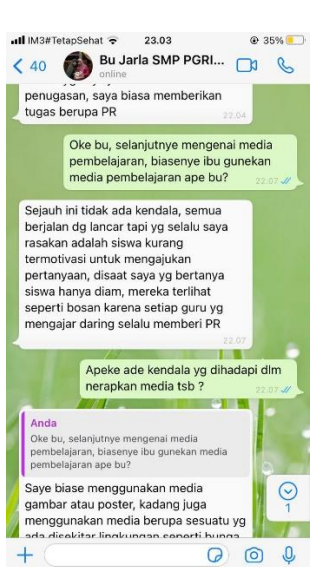 IM3#TetapSehat
23.03
35%
40
Bu Jarla SMP PGRI...
online
penugasan, saya biasa memberikan
tugas berupa PR
22.04
Oke bu, selanjutnye mengenai media
pembelajaran, biasenye ibu gunekan
media pembelajaran ape bu?
22.07
Sejauh ini tidak ada kendala, semua
berjalan dg lancar tapi yg selalu saya
rasakan adalah siswa kurang
termotivasi untuk mengajukan
pertanyaan, disaat saya yg bertanya
siswa hanya diam, mereka terlihat
seperti bosan karena setiap guru yg
mengajar daring selalu memberi PR
22.07
Apeke ade kendala yg dihadapi dlm
nerapkan media tsb ?
22.07
Anda
Oke bu, selanjutnye mengenai media
pembelajaran, biasenye ibu gunekan media
pembelajaran ape bu?
Saye biase menggunakan media
gambar atau poster, kadang juga
menggunakan media berupa sesuatu yg
ada disekitar lingkungan seperti bunga
1